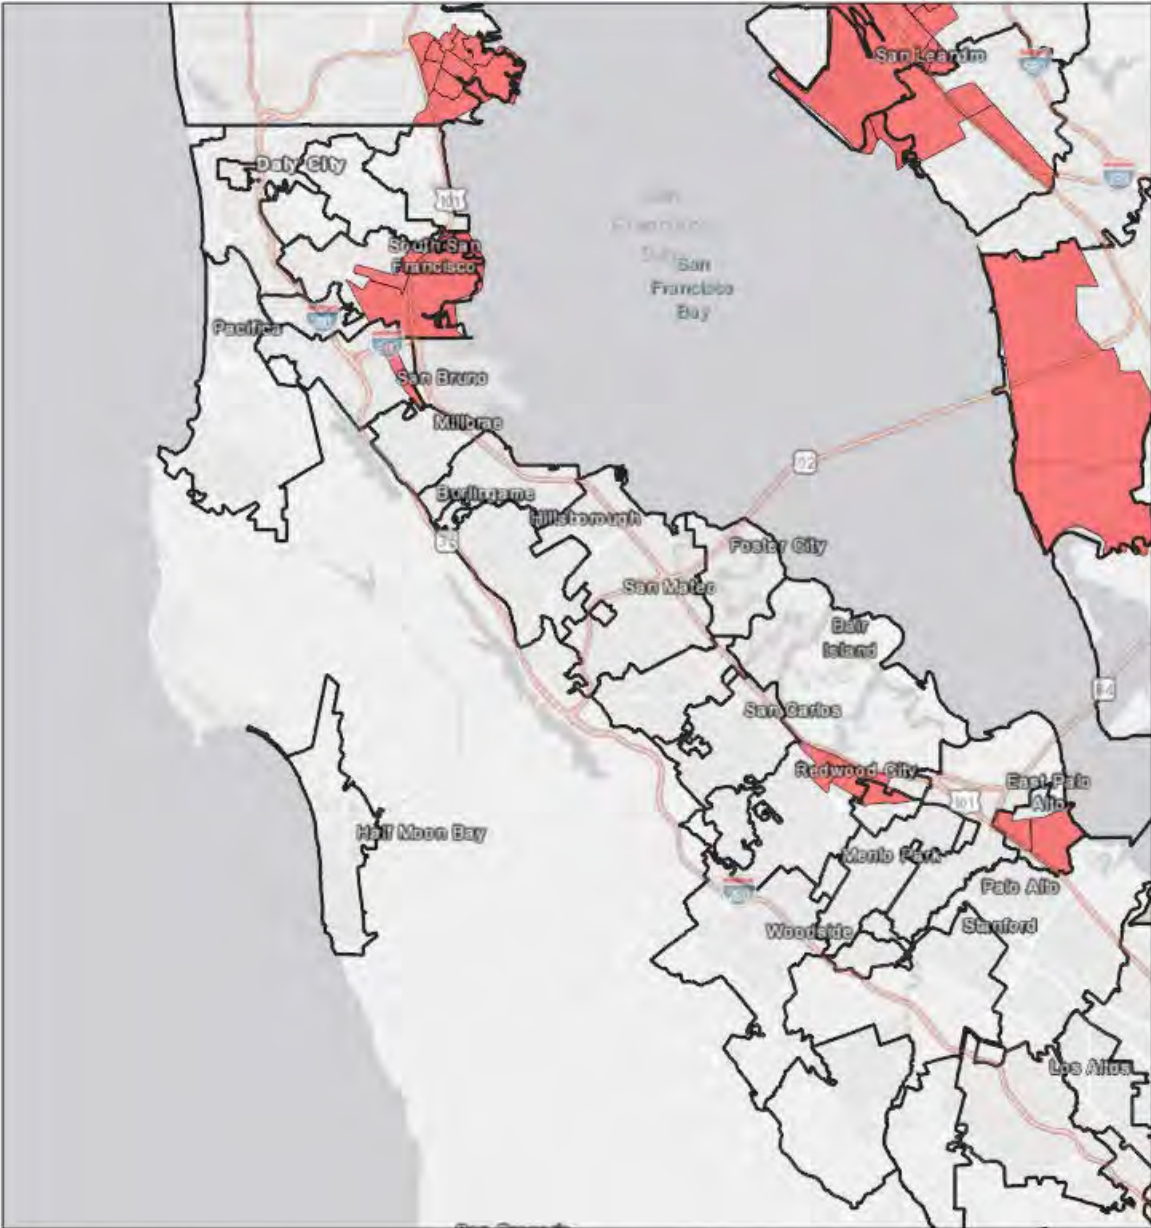 San Leandro
Daly City
101
South San
Francisco
San
Francisco
San
Francisco
Bay
Pacifica
San Bruno
Millbrae
92
Burlingame
Hillsborough
Foster City
San Mateo
Bair
Island
84
San Carlos
Redwood City
East Palo
Alto
101
Half Moon Bay
Menlo Park
Palo Alto
Stanford
Woodside
Los Altos